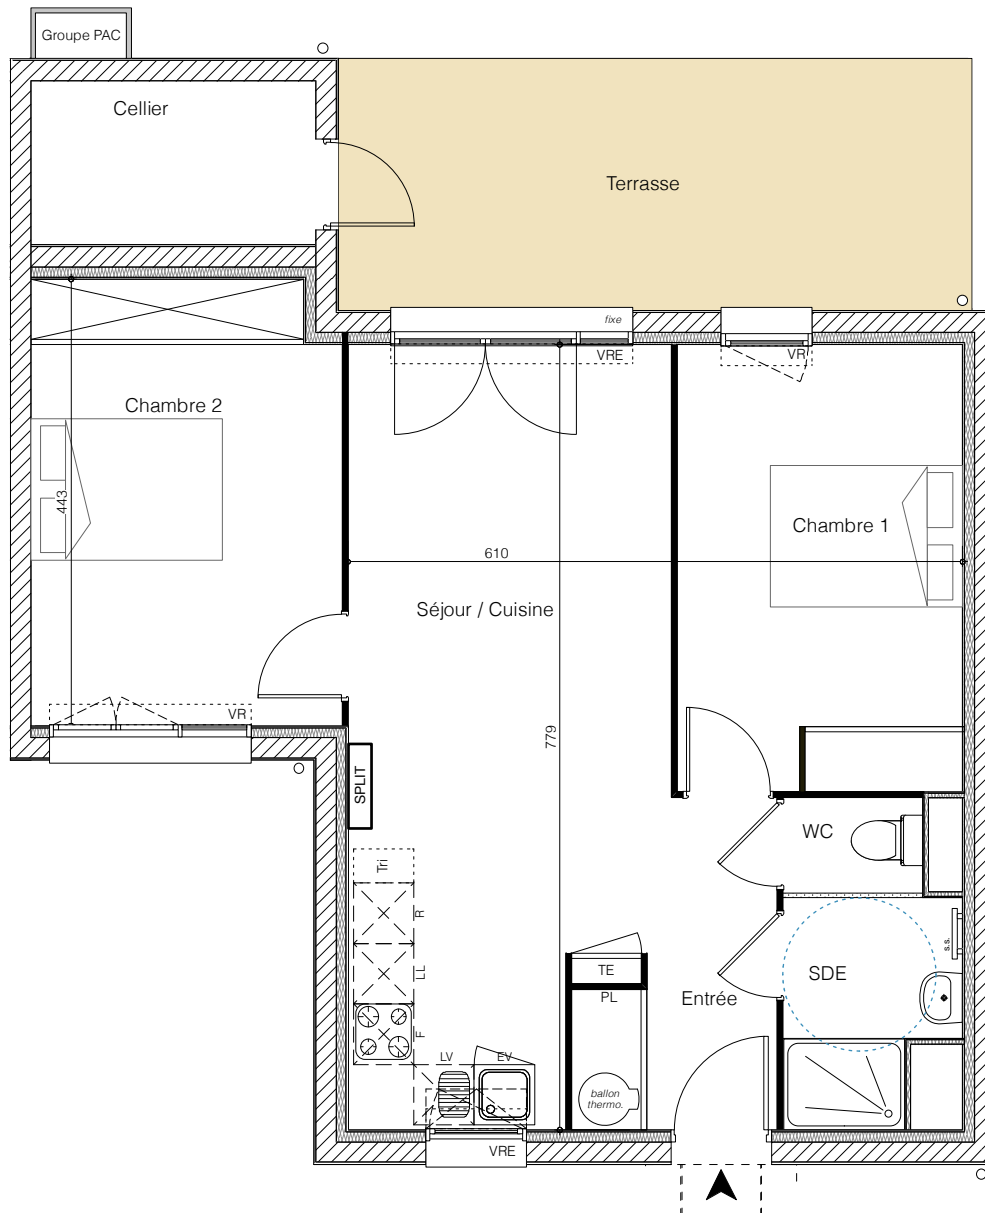 Groupe PAC
Cellier
Terrasse
fixe
VRE
VR
Chambre 2
443
Chambre 1
610
Séjour / Cuisine
VR
779
SPLIT
WC
Tri
R
s.s.
LL
TE
SDE
PL
Entrée
F
LV
EV
ballon
thermo.
VRE